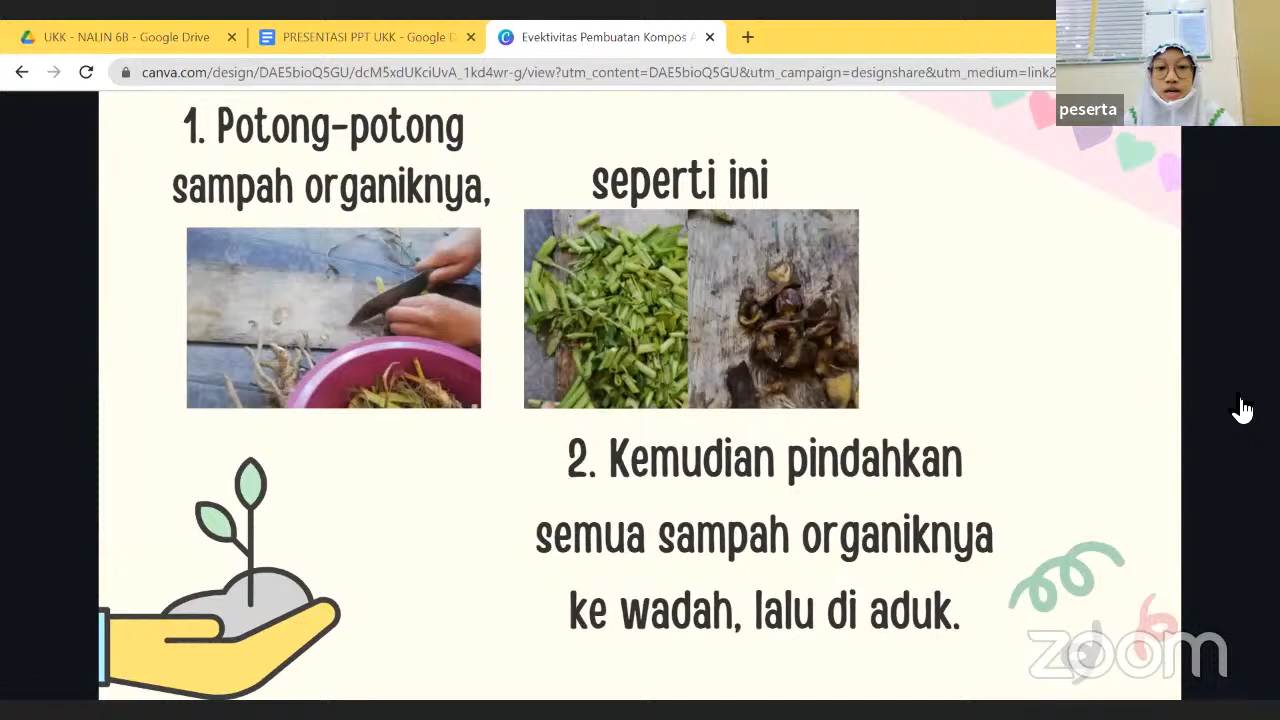 UKK - NALIN 6B - Google Drive
PRESENTASI PPT UKK - Google D
Evektivitas Pembuatan Kompos A
canva.com/design/DAE5bioQ5GU/dcM5xdUKciUvA_1k94wr-g/view?utm_content=DAE5bioQ5GU&utm_campaign=designshare&utm_medium=link2
peserta
1. Potong-potong
sampah organiknya,
seperti ini
2. Kemudian pindahkan
semua sampah organiknya
ke wadah, lalu di aduk.
zoom